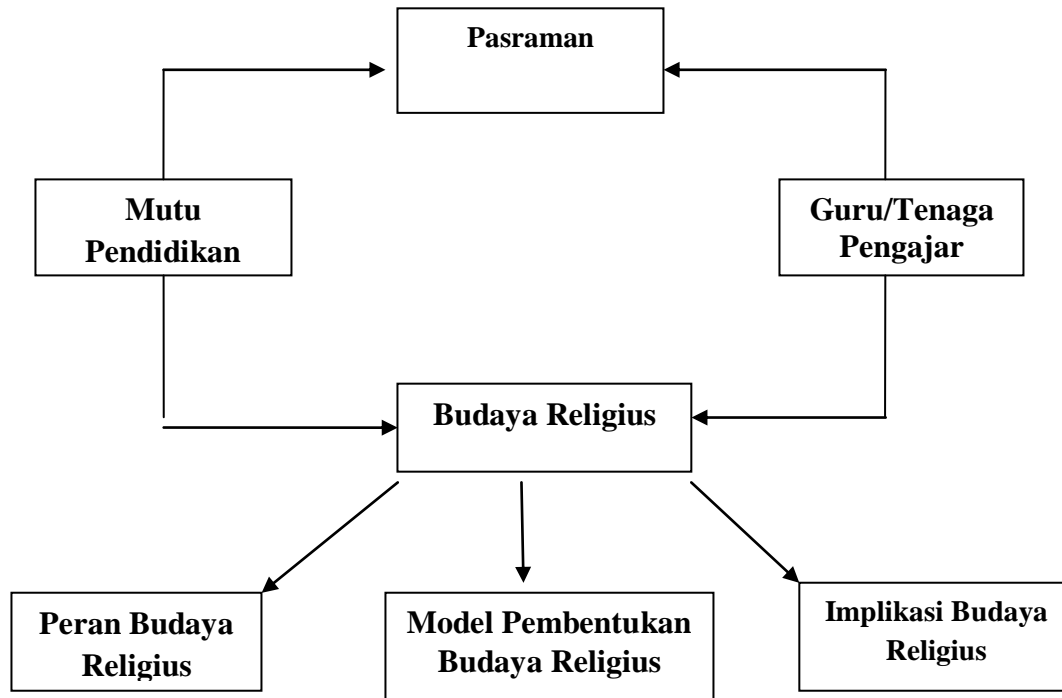 Pasraman
Mutu
Pendidikan
Guru/Tenaga
Pengajar
Budaya Religius
Peran Budaya
Religius
Model Pembentukan
Budaya Religius
Implikasi Budaya
Religius